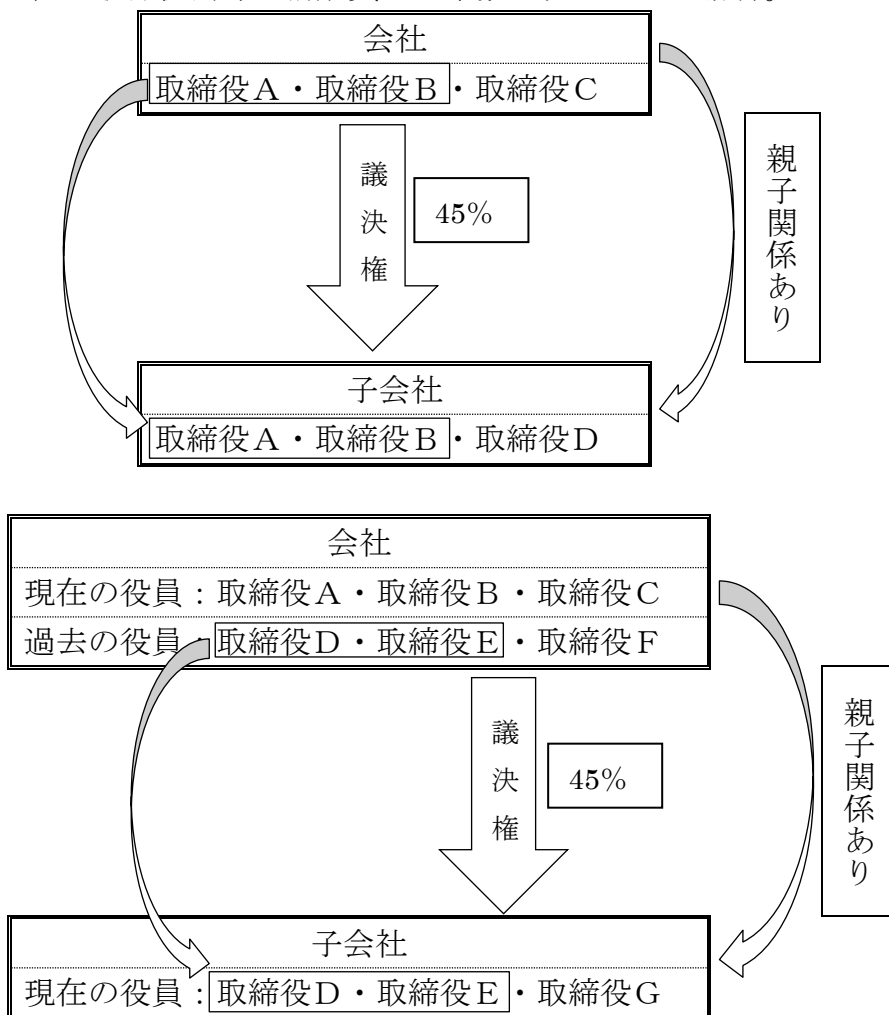 会社
取締役A・取締役B・取締役C
議決権
45%
親子関係あり
子会社
取締役A・取締役B・取締役D
会社
現在の役員：取締役A・取締役B・取締役C
過去の役員：取締役D・取締役E・取締役F
議決権
45%
親子関係あり
子会社
現在の役員：取締役D・取締役E・取締役G